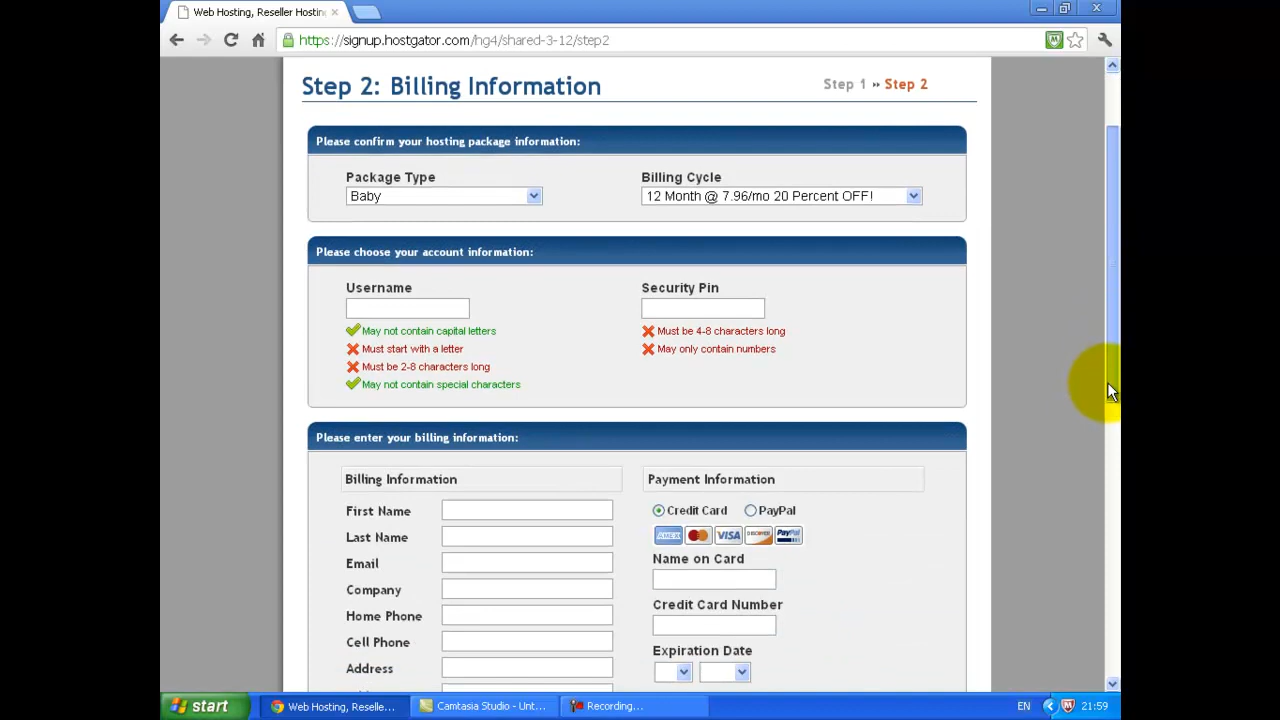 Web Hosting, Reseller Hostin
https://signup.hostgator.com/hg4/shared-3-12/step2
Step 2: Billing Information
Step 1 ▸▸ Step 2
Please confirm your hosting package information:
Package Type
Billing Cycle
Baby
12 Month @ 7.96/mo 20 Percent OFF!
Please choose your account information:
Username
Security Pin
May not contain capital letters
Must be 4-8 characters long
Must start with a letter
May only contain numbers
Must be 2-8 characters long
May not contain special characters
Please enter your billing information:
Billing Information
Payment Information
First Name
Credit Card
PayPal
Last Name
AMEX
VISA
DISCOVER
PayPal
Name on Card
Email
Company
Credit Card Number
Home Phone
Cell Phone
Expiration Date
Address
start
Web Hosting, Reselle...
Camtasia Studio - Unt...
Recording...
EN
21:59